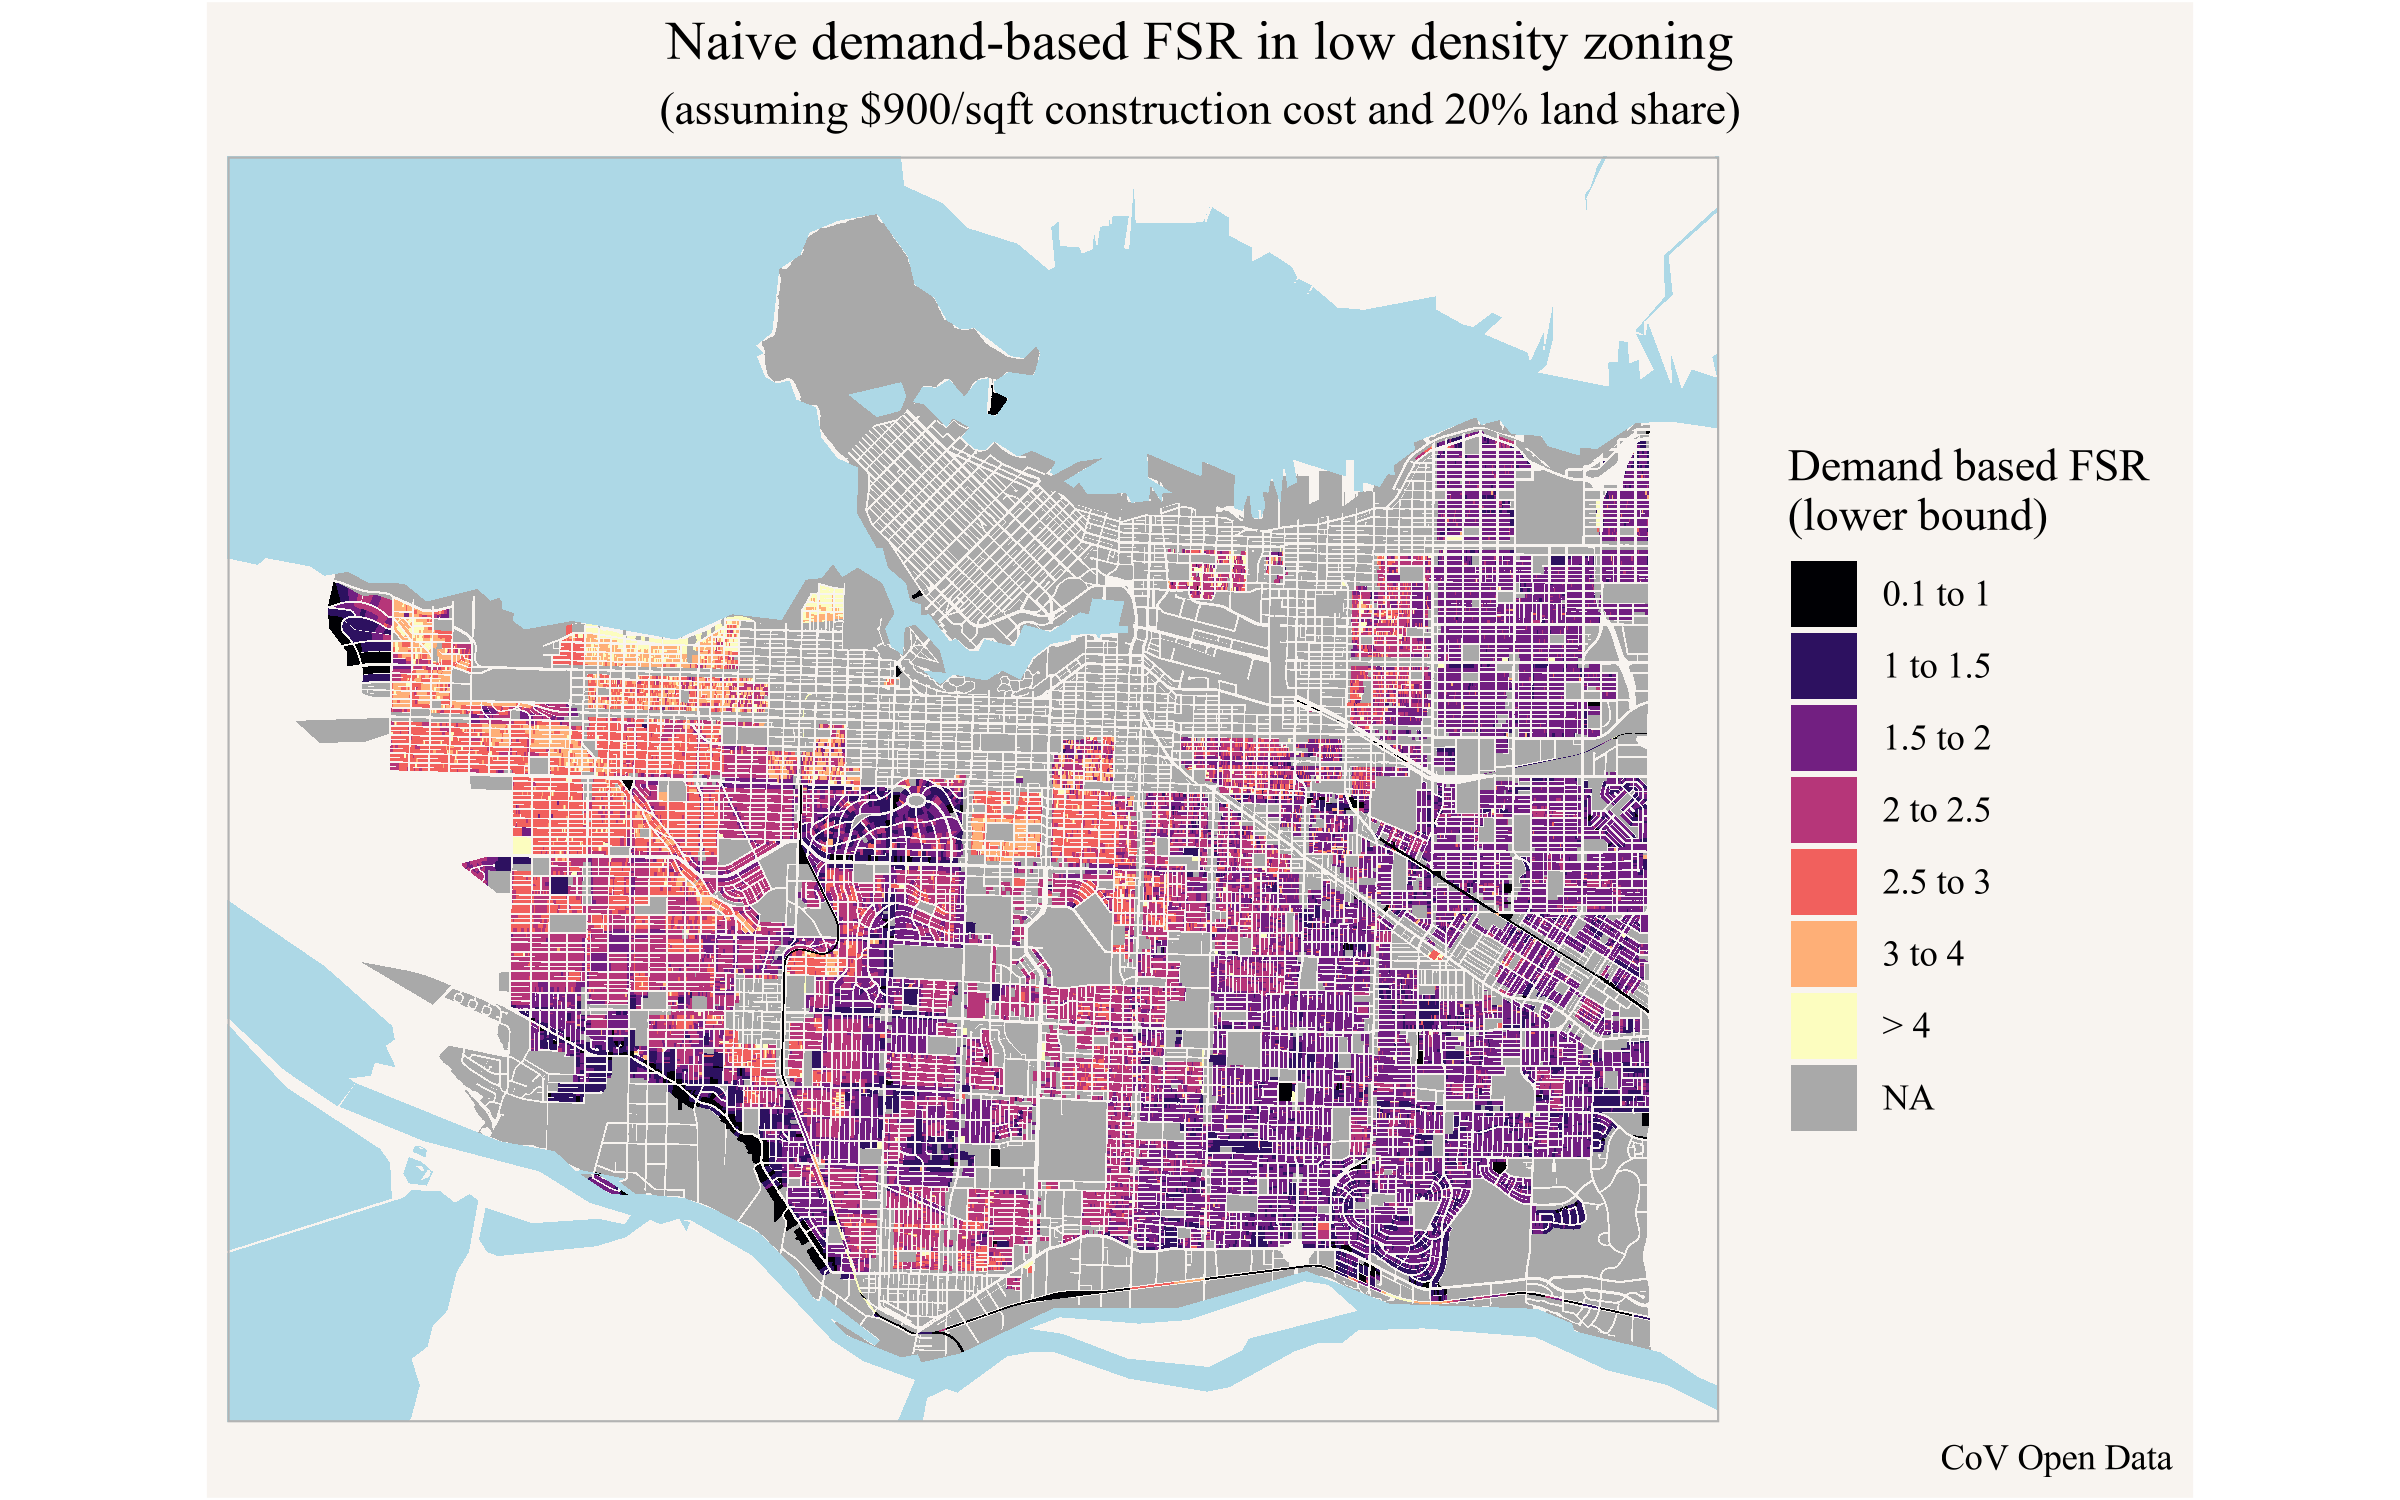 Naive demand-based FSR in low density zoning
(assuming $900/sqft construction cost and 20% land share)
Demand based FSR
(lower bound)
0.1 to 1
1 to 1.5
1.5 to 2
2 to 2.5
2.5 to 3
3 to 4
> 4
NA
CoV Open Data